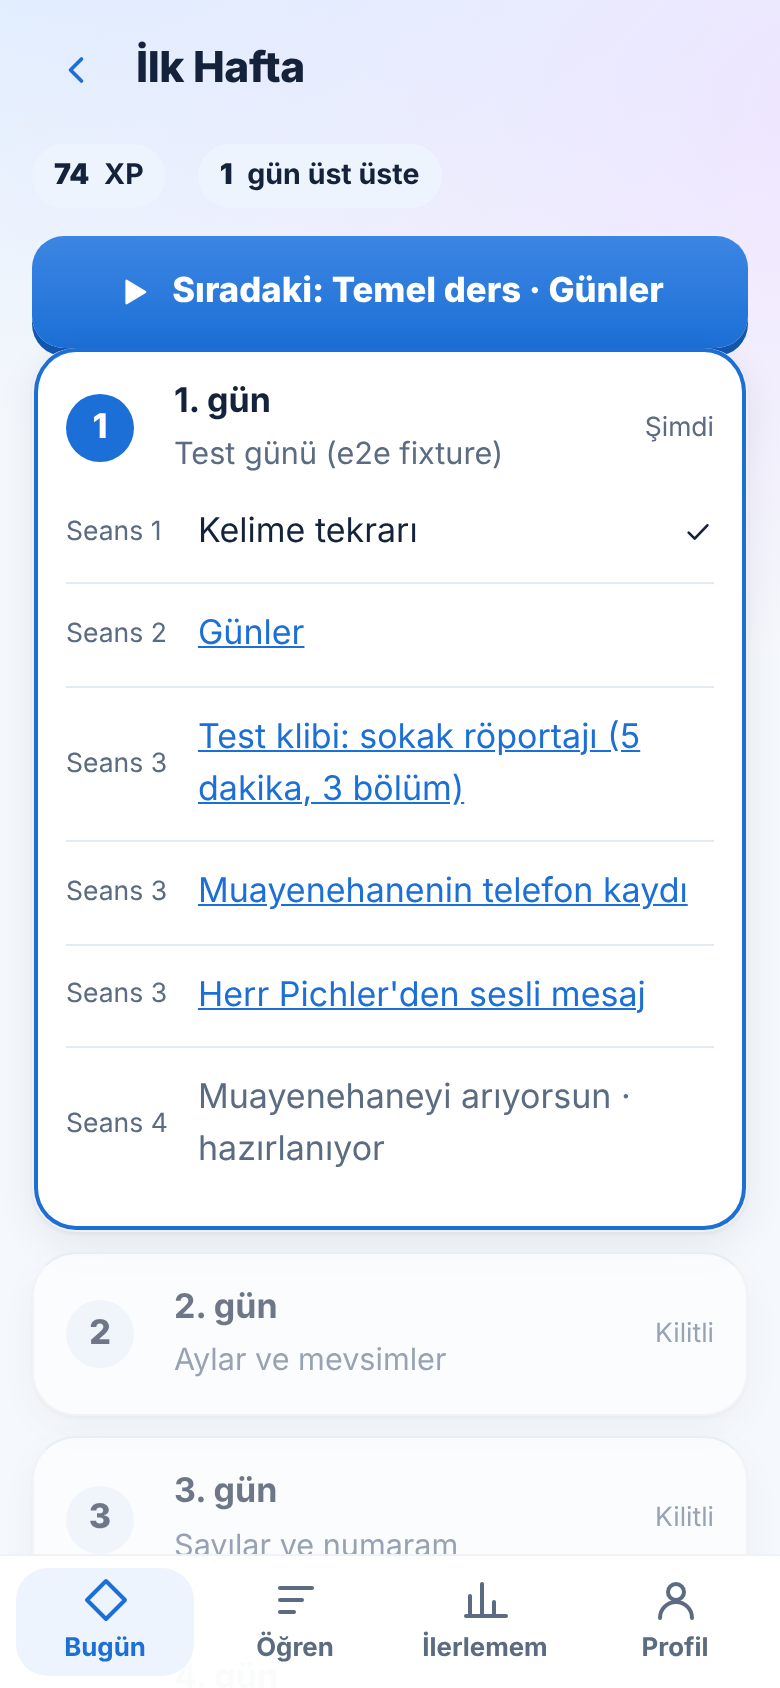 İlk Hafta
74 XP
1 gün üst üste
Sıradaki: Temel ders · Günler
1
1. gün
Test günü (e2e fixture)
Şimdi
Seans 1
Kelime tekrarı
Seans 2
Günler
Seans 3
Test klibi: sokak röportajı (5
dakika, 3 bölüm)
Seans 3
Muayenehanenin telefon kaydı
Seans 3
Herr Pichler'den sesli mesaj
Seans 4
Muayenehaneyi arıyorsun ·
hazırlanıyor
2
2. gün
Aylar ve mevsimler
Kilitli
3
3. gün
Sayılar ve numaram
Kilitli
4. gün
Bugün
Öğren
İlerlemem
Profil